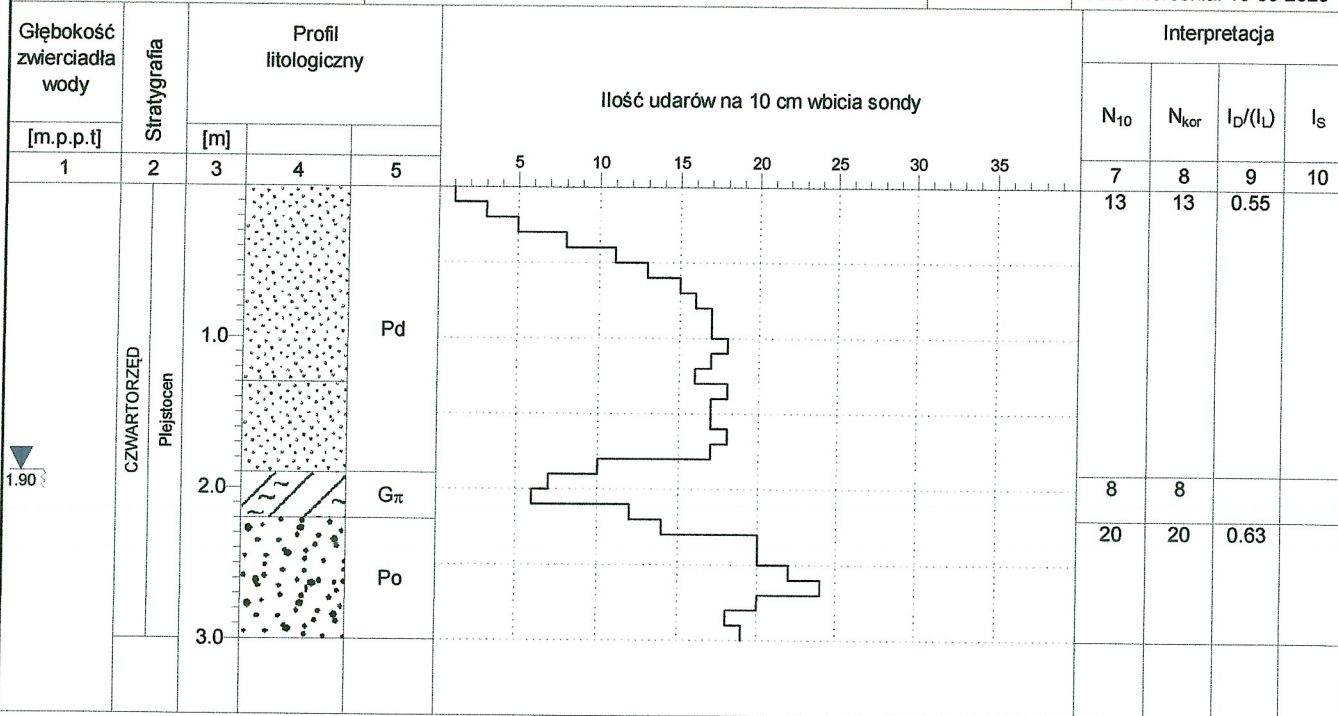 Głębokość
zwierciadła
wody
[m.p.p.t]
1
Stratygrafia
2
Profil
litologiczny
[m]
3
4
5
Ilość udarów na 10 cm wbicia sondy
5 10 15 20 25 30 35
Interpretacja
N10 Nkor ID/(IL) IS
7 8 9 10
13 13 0.55
1.0
Pd
CZWARTORZĘD
Plejstocen
1.90
2.0
Gπ
8 8
20 20 0.63
Po
3.0